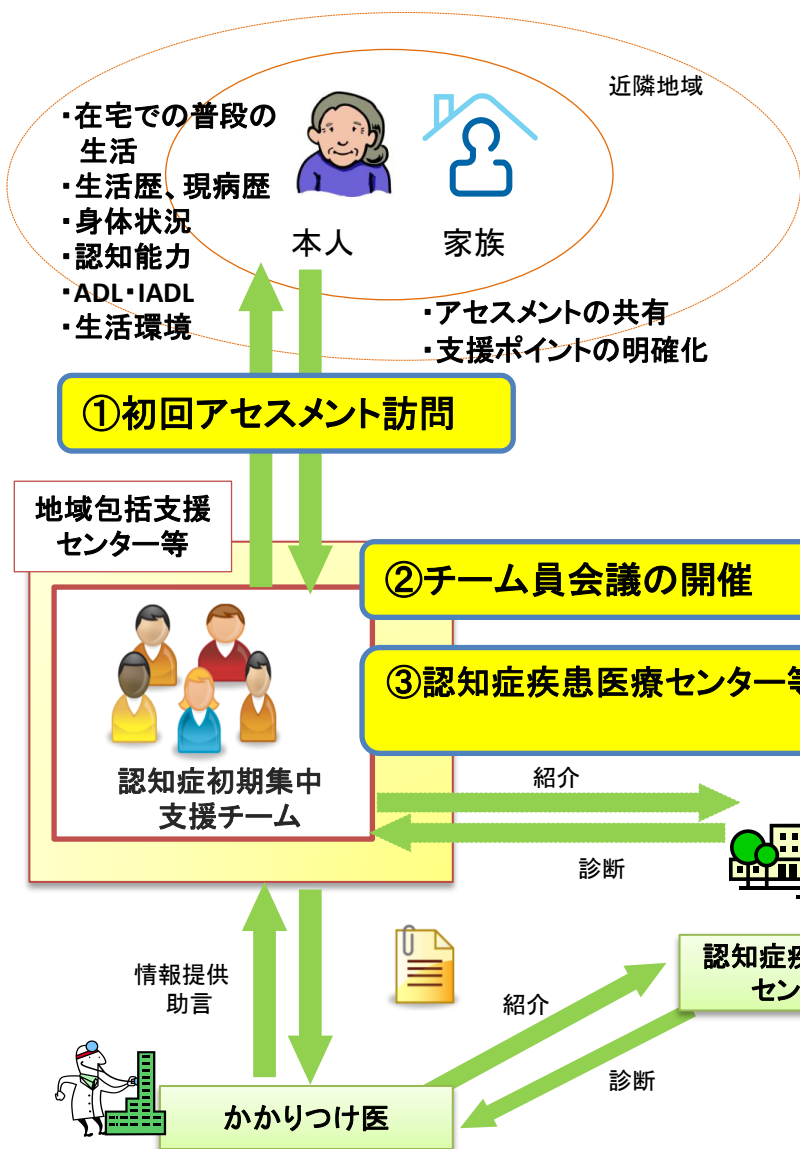 近隣地域
・在宅での普段の
生活
・生活歴、現病歴
・身体状況
・認知能力
・ADL・IADL
・生活環境
本人
家族
・アセスメントの共有
・支援ポイントの明確化
①初回アセスメント訪問
地域包括支援
センター等
②チーム員会議の開催
③認知症疾患医療センター等
認知症初期集中
支援チーム
紹介
診断
情報提供
助言
紹介
認知症疾
セン
診断
かかりつけ医